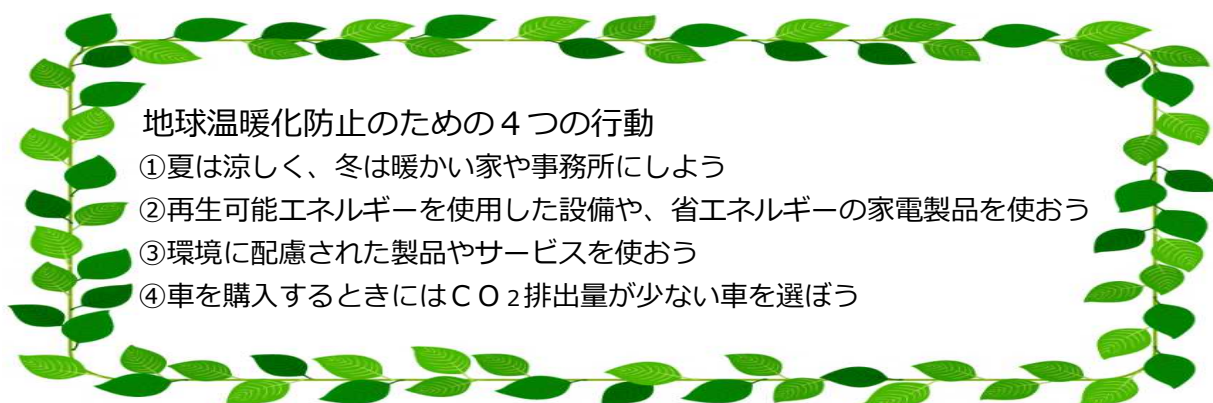 地球温暖化防止のための４つの行動
①夏は涼しく、冬は暖かい家や事務所にしよう
②再生可能エネルギーを使用した設備や、省エネルギーの家電製品を使おう
③環境に配慮された製品やサービスを使おう
④車を購入するときにはＣＯ₂排出量が少ない車を選ぼう